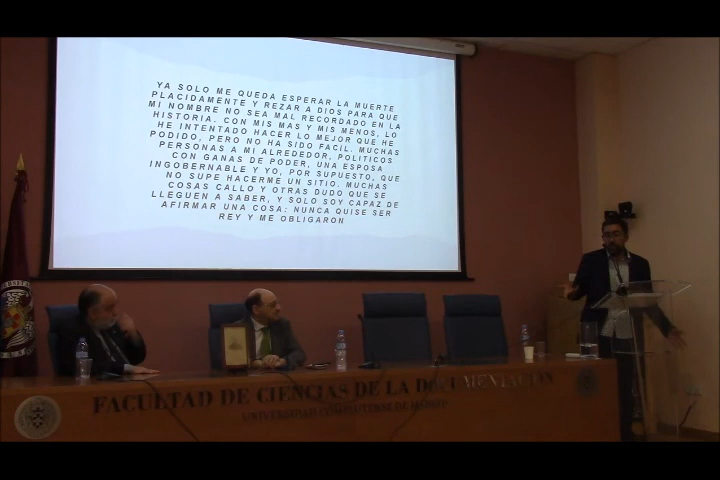 YA SOLO ME QUEDA ESPERAR LA MUERTE
PLACIDAMENTE Y REZAR A DIOS PARA QUE
MI NOMBRE NO SEA MAL RECORDADO EN LA
HISTORIA. CON MIS MAS Y MIS MENOS, LO
HE INTENTADO HACER LO MEJOR QUE HE
PODIDO, PERO NO HA SIDO FACIL. MUCHAS
PERSONAS A MI ALREDEDOR, POLITICOS
CON GANAS DE PODER, UNA ESPOSA
INGOBERNABLE Y YO, POR SUPUESTO, QUE
NO SUPE HACERME UN SITIO. MUCHAS
COSAS CALLO Y OTRAS DUDO QUE SE
LLEGUEN A SABER, Y SOLO SOY CAPAZ DE
AFIRMAR UNA COSA: NUNCA QUISE SER
REY Y ME OBLIGARON
FACULTAD DE CIENCIAS DE LA DOCUMENTACIÓN
UNIVERSIDAD COMPLUTENSE DE MADRID